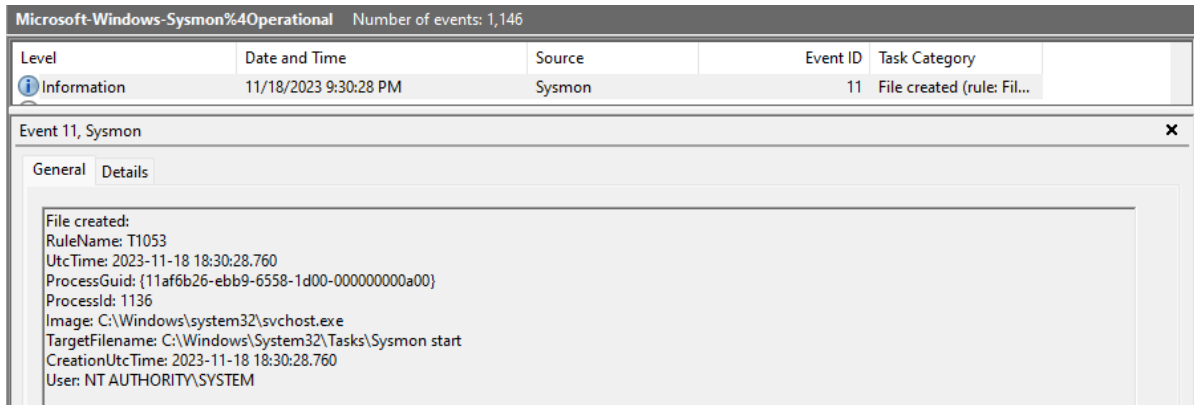 Microsoft-Windows-Sysmon%4Operational Number of events: 1,146
Level Date and Time Source Event ID Task Category
Information 11/18/2023 9:30:28 PM Sysmon 11 File created (rule: Fil...
Event 11, Sysmon
General Details
File created:
RuleName: T1053
UtcTime: 2023-11-18 18:30:28.760
ProcessGuid: {11af6b26-ebb9-6558-1d00-000000000a00}
ProcessId: 1136
Image: C:\Windows\system32\svchost.exe
TargetFilename: C:\Windows\System32\Tasks\Sysmon start
CreationUtcTime: 2023-11-18 18:30:28.760
User: NT AUTHORITY\SYSTEM